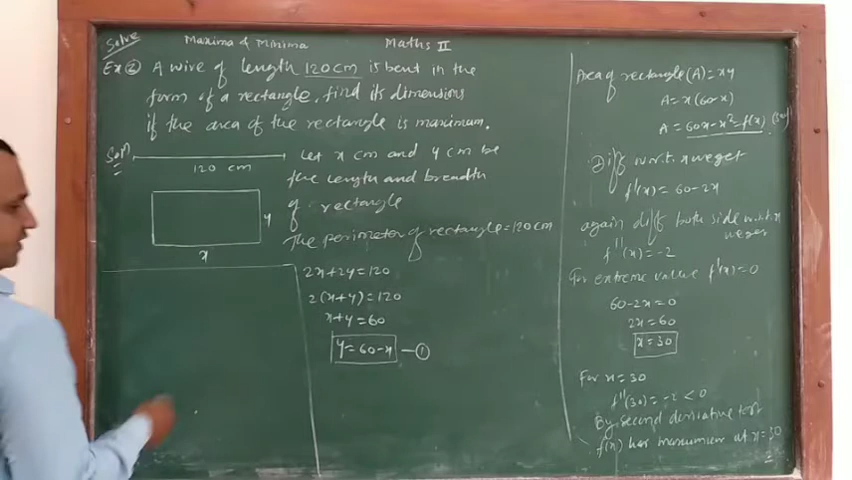 Solve
Maxima & Minima Maths II
Ex② A wire of length 120cm is bent in the
form of a rectangle. find its dimensions
if the area of the rectangle is maximum.
Solⁿ
120 cm
y
x
Let x cm and y cm be
the length and breadth
of rectangle
The perimeter of rectangle = 120cm
2x+2y=120
2(x+y)=120
x+y=60
y=60-x —①
Area of rectangle (A) = xy
A=x(60-x)
A = 60x-x²=f(x) (say)
Diff w.r.t. x we get
f'(x) = 60-2x
again diff both side w.r.t. x
we get
f''(x)=-2
For extreme value f'(x)=0
60-2x=0
2x=60
x=30
For x=30
f''(30)=-2<0
By second derivative test
f(x) has maximum at x=30